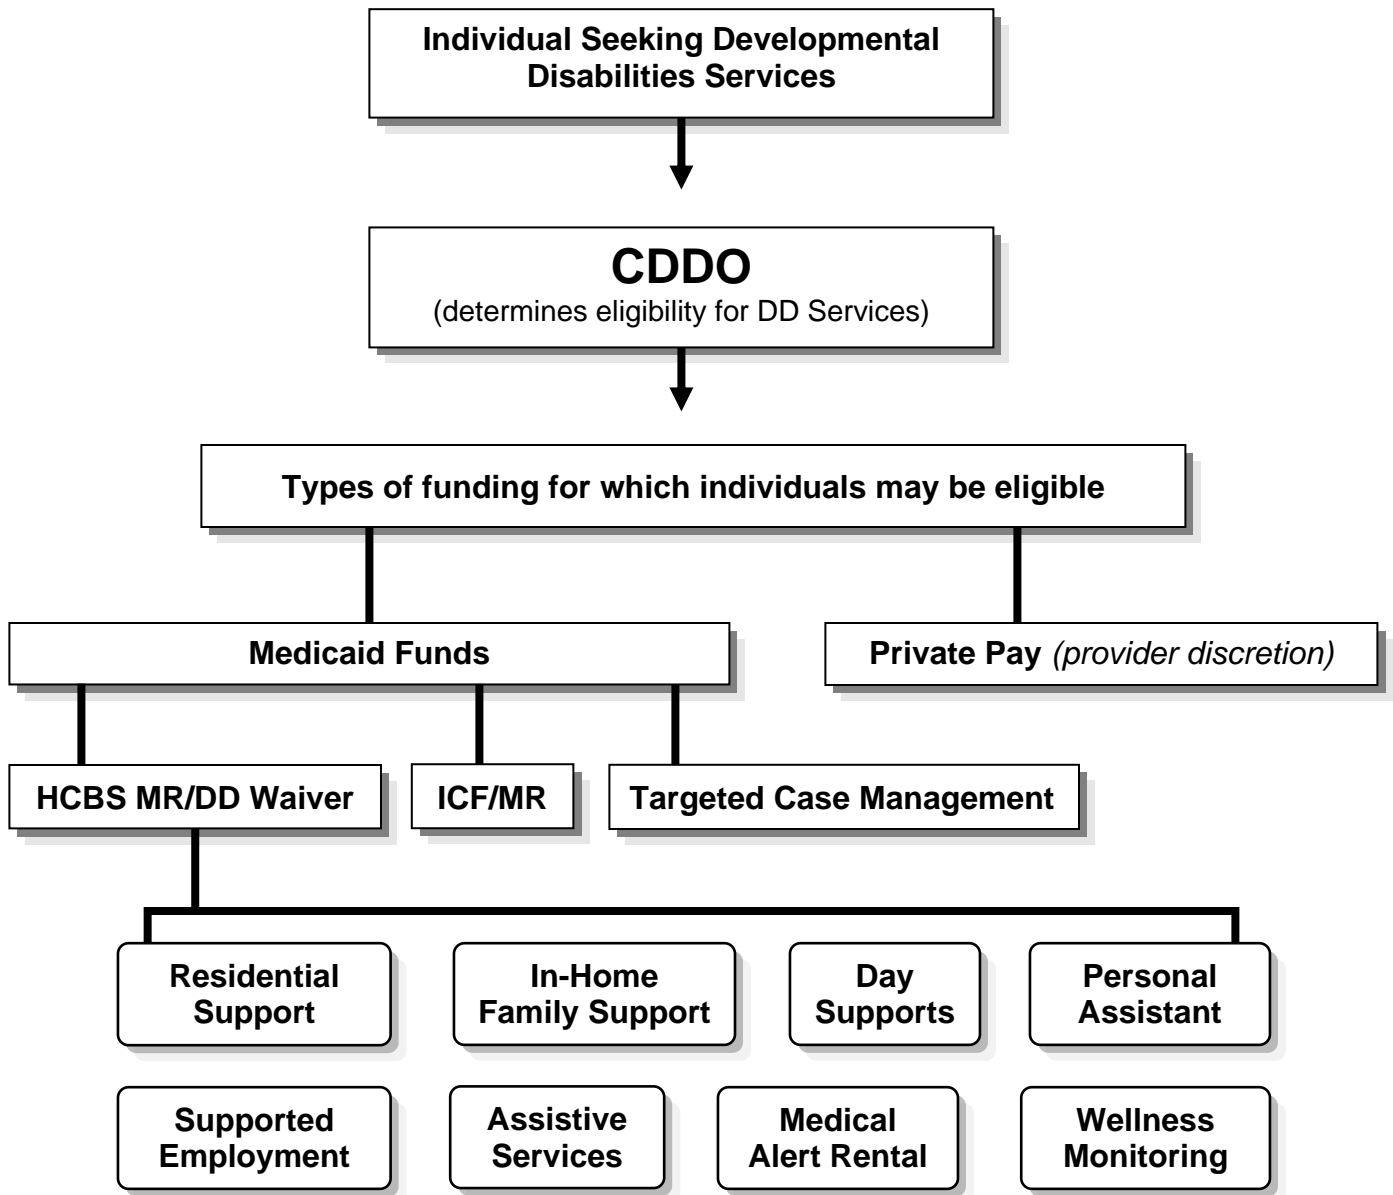 Individual Seeking Developmental
Disabilities Services
CDDO
(determines eligibility for DD Services)
Types of funding for which individuals may be eligible
Medicaid Funds
Private Pay (provider discretion)
HCBS MR/DD Waiver
ICF/MR
Targeted Case Management
Residential
Support
In-Home
Family Support
Day
Supports
Personal
Assistant
Supported
Employment
Assistive
Services
Medical
Alert Rental
Wellness
Monitoring